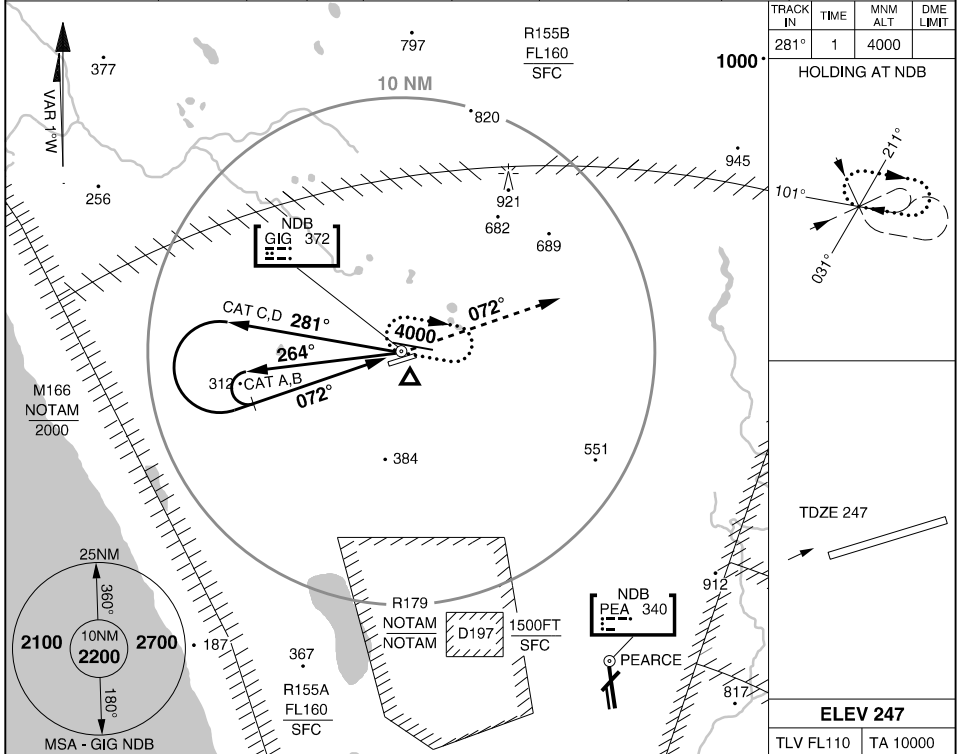 797
R155B
FL160
SFC
377
1000
10 NM
VAR 1°W
820
945
256
921
682
689
NDB
GIG 372
CAT C,D 281°
4000
072°
264°
312
CAT A,B
072°
M166
NOTAM
2000
384
551
25NM
360°
2100
10NM
2200
2700
180°
MSA - GIG NDB
187
367
R155A
FL160
SFC
R179
NOTAM
NOTAM
D197
1500FT
SFC
NDB
PEA 340
PEARCE
912
817
TRACK IN
TIME
MNM ALT
DME LIMIT
281°
1
4000
HOLDING AT NDB
211°
101°
031°
TDZE 247
ELEV 247
TLV FL110
TA 10000